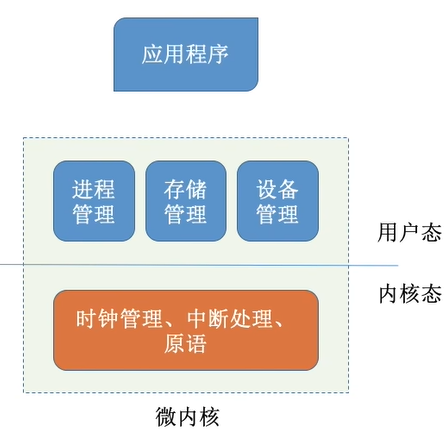 应用程序
进程
管理
存储
管理
设备
管理
用户态
内核态
时钟管理、中断处理、
原语
微内核